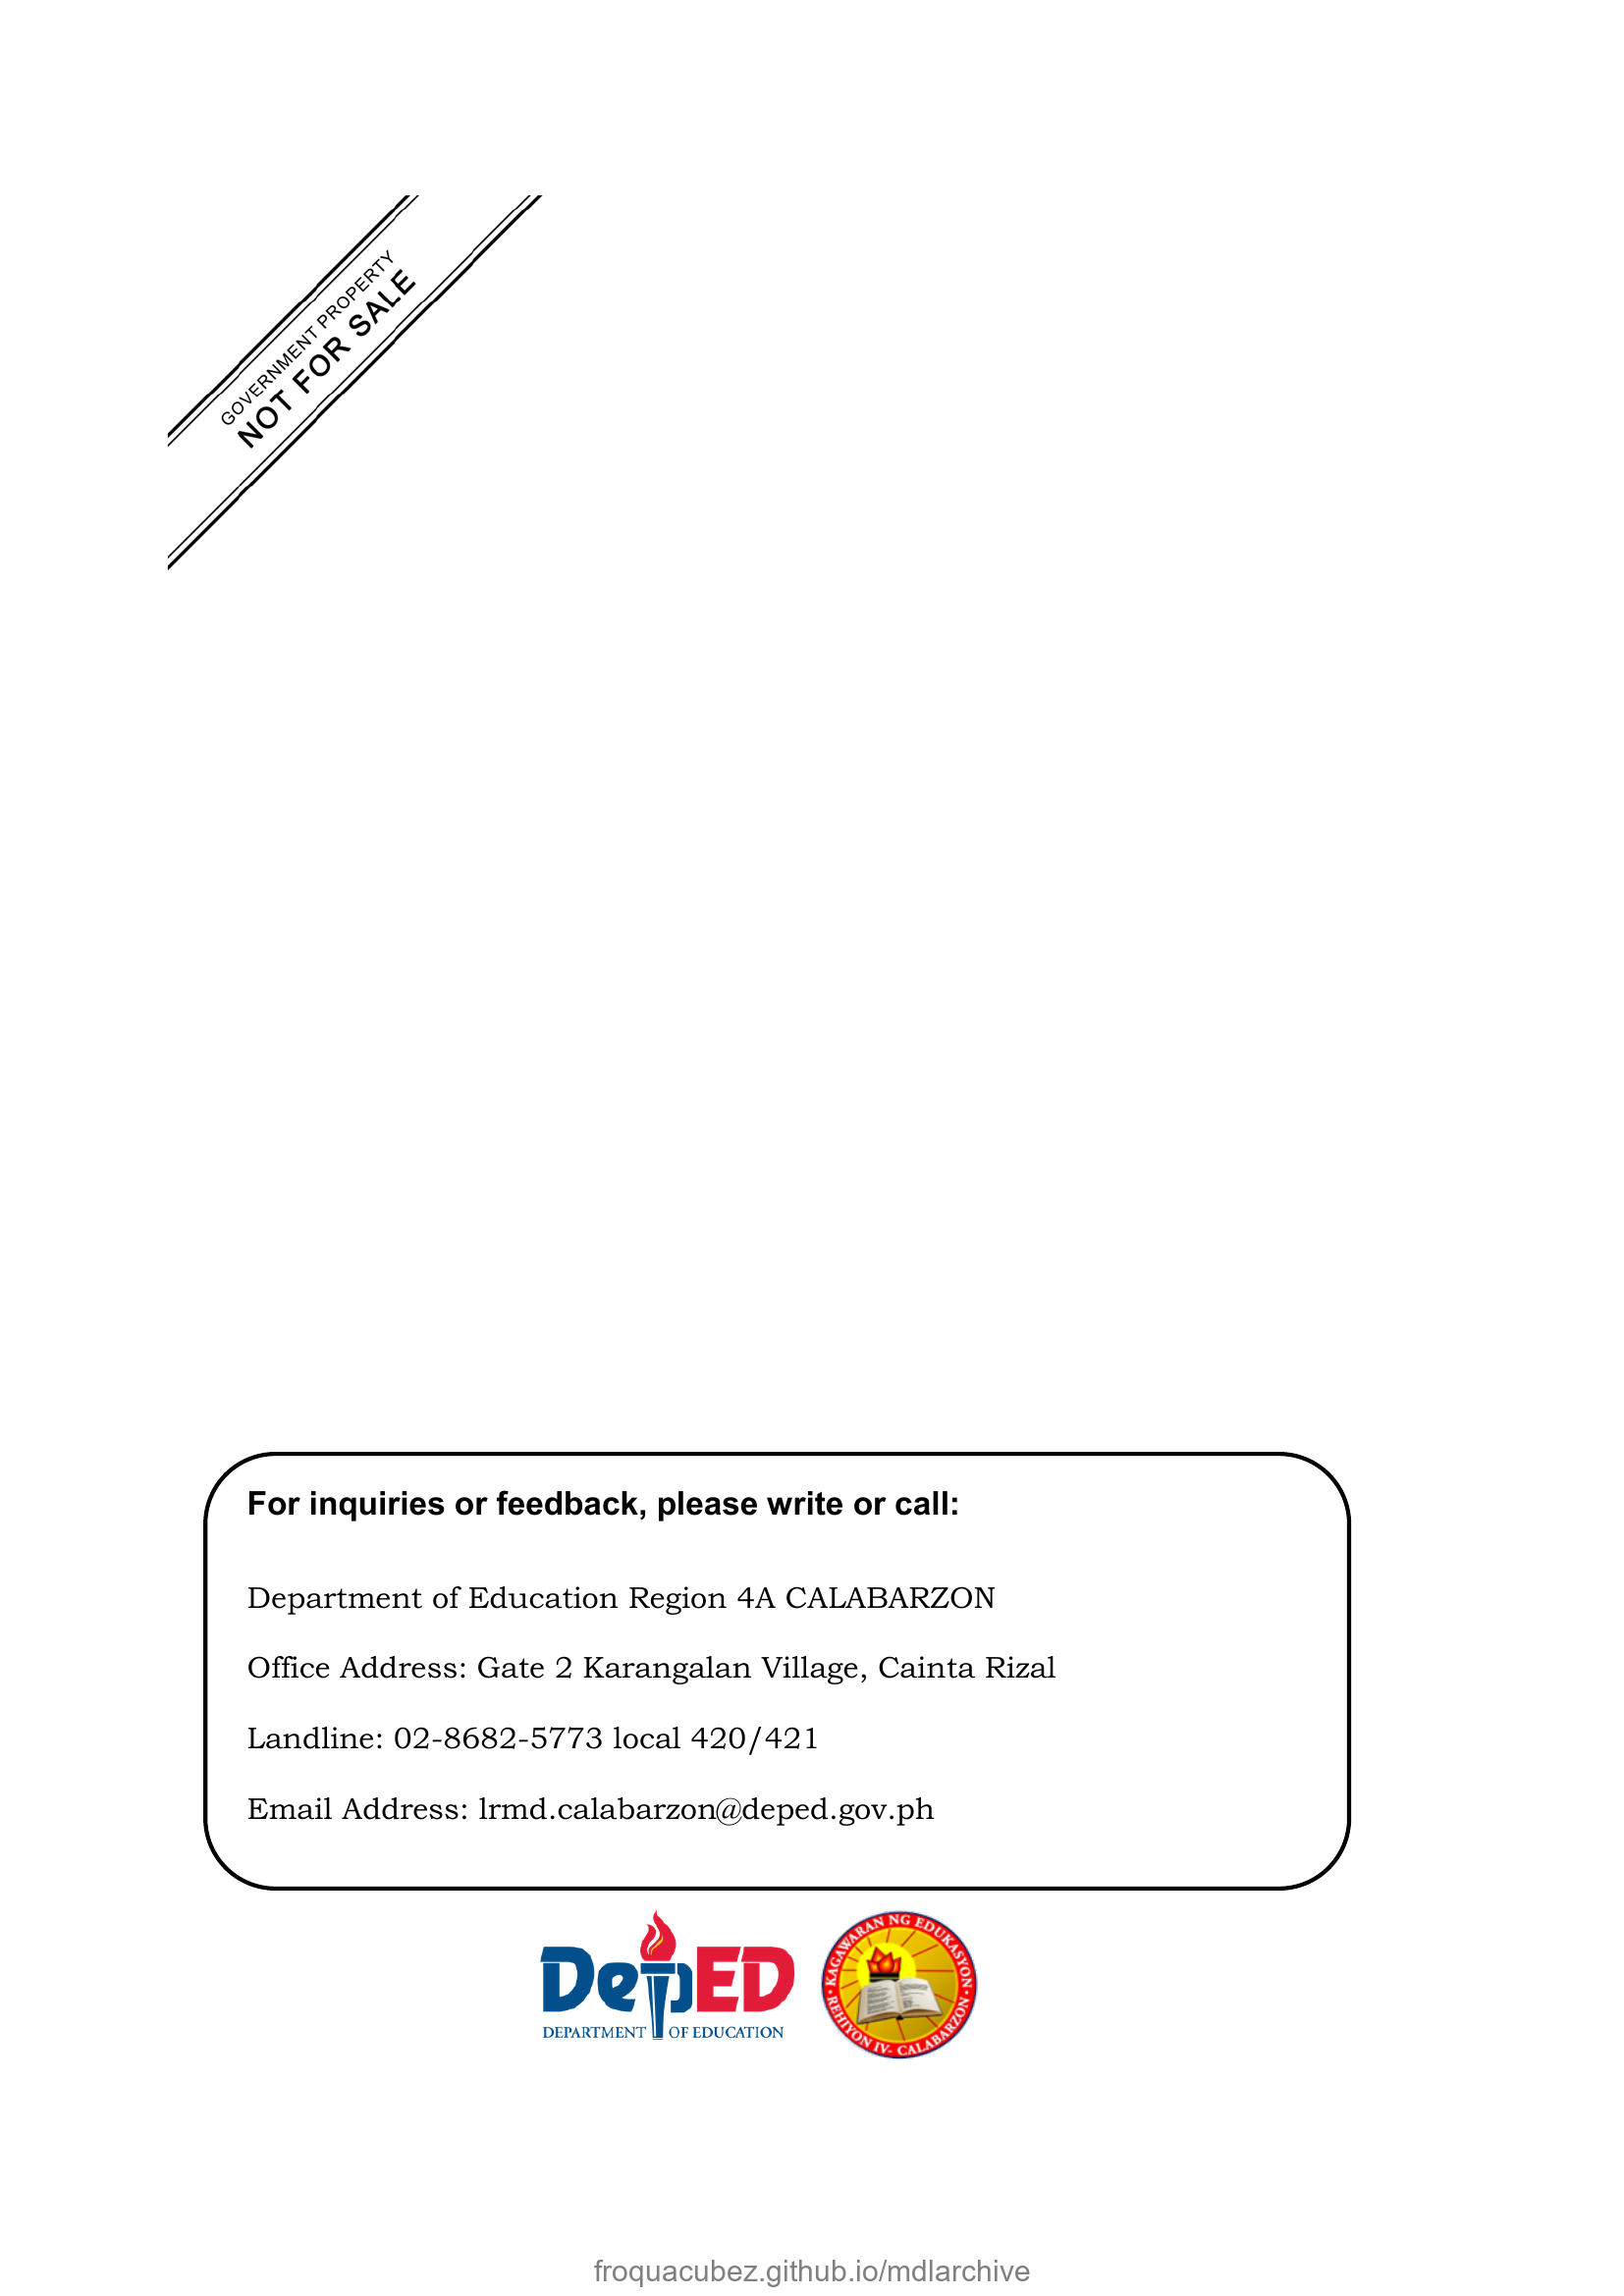 GOVERNMENT PROPERTY
NOT FOR SALE
For inquiries or feedback, please write or call:
Department of Education Region 4A CALABARZON
Office Address: Gate 2 Karangalan Village, Cainta Rizal
Landline: 02-8682-5773 local 420/421
Email Address: lrmd.calabarzon@deped.gov.ph
DepED
DEPARTMENT OF EDUCATION
KAGAWARAN NG EDUKASYON
REHIYON IV- CALABARZON
froquacubez.github.io/mdlarchive